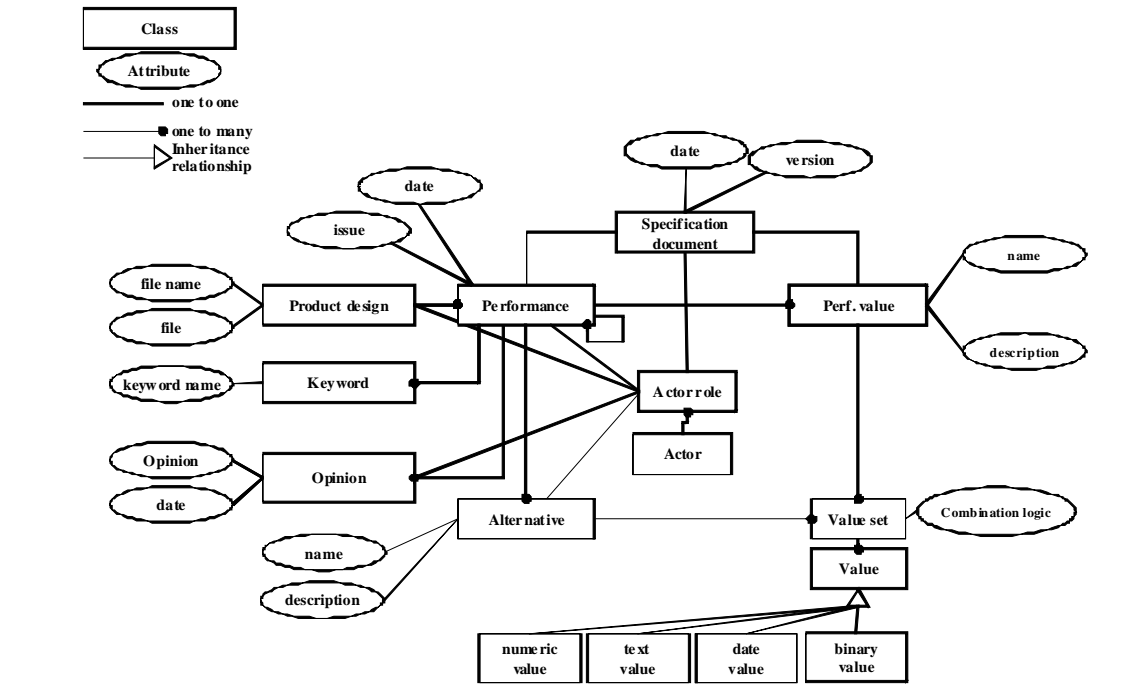 Class
Attribute
one to one
one to many
Inheritance
relationship
date
version
date
issue
Specification
document
name
file name
Product design
Performance
Perf. value
file
description
keyword name
Keyword
Actor role
Actor
Opinion
Opinion
date
Alternative
Value set
Combination logic
name
description
Value
numeric
value
text
value
date
value
binary
value